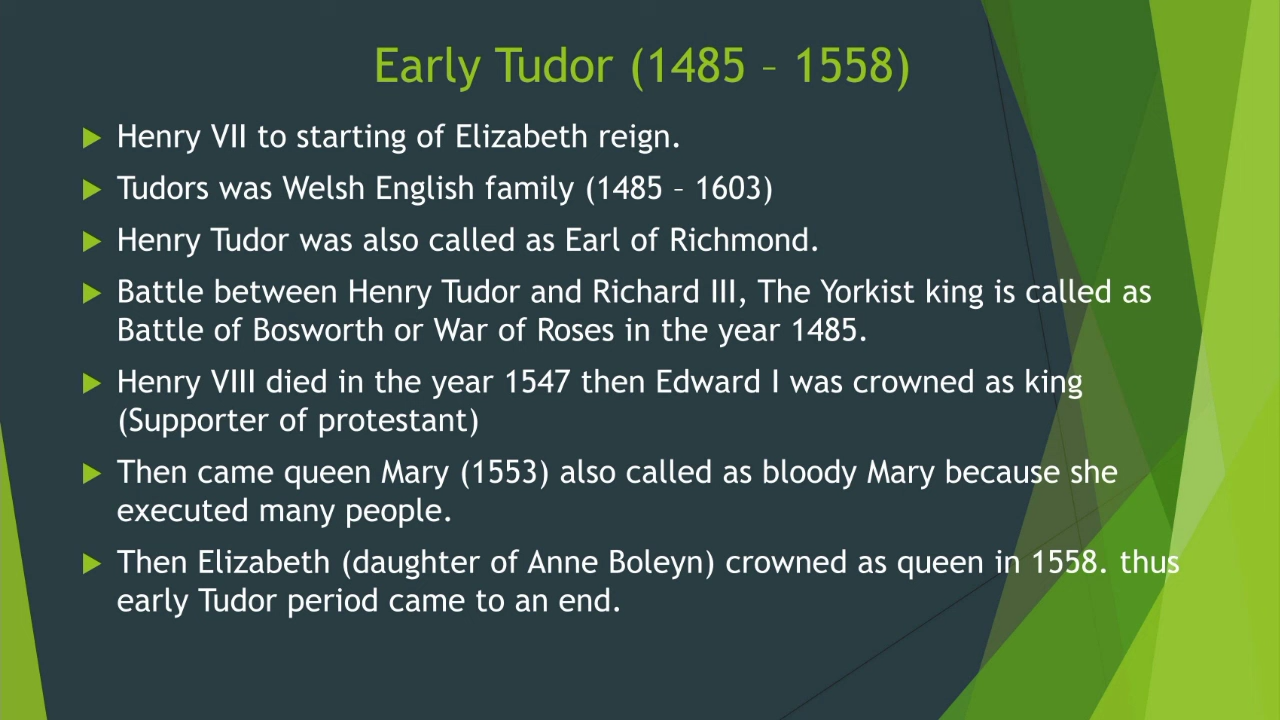 Early Tudor (1485 – 1558)
Henry VII to starting of Elizabeth reign.
Tudors was Welsh English family (1485 – 1603)
Henry Tudor was also called as Earl of Richmond.
Battle between Henry Tudor and Richard III, The Yorkist king is called as
Battle of Bosworth or War of Roses in the year 1485.
Henry VIII died in the year 1547 then Edward I was crowned as king
(Supporter of protestant)
Then came queen Mary (1553) also called as bloody Mary because she
executed many people.
Then Elizabeth (daughter of Anne Boleyn) crowned as queen in 1558. thus
early Tudor period came to an end.